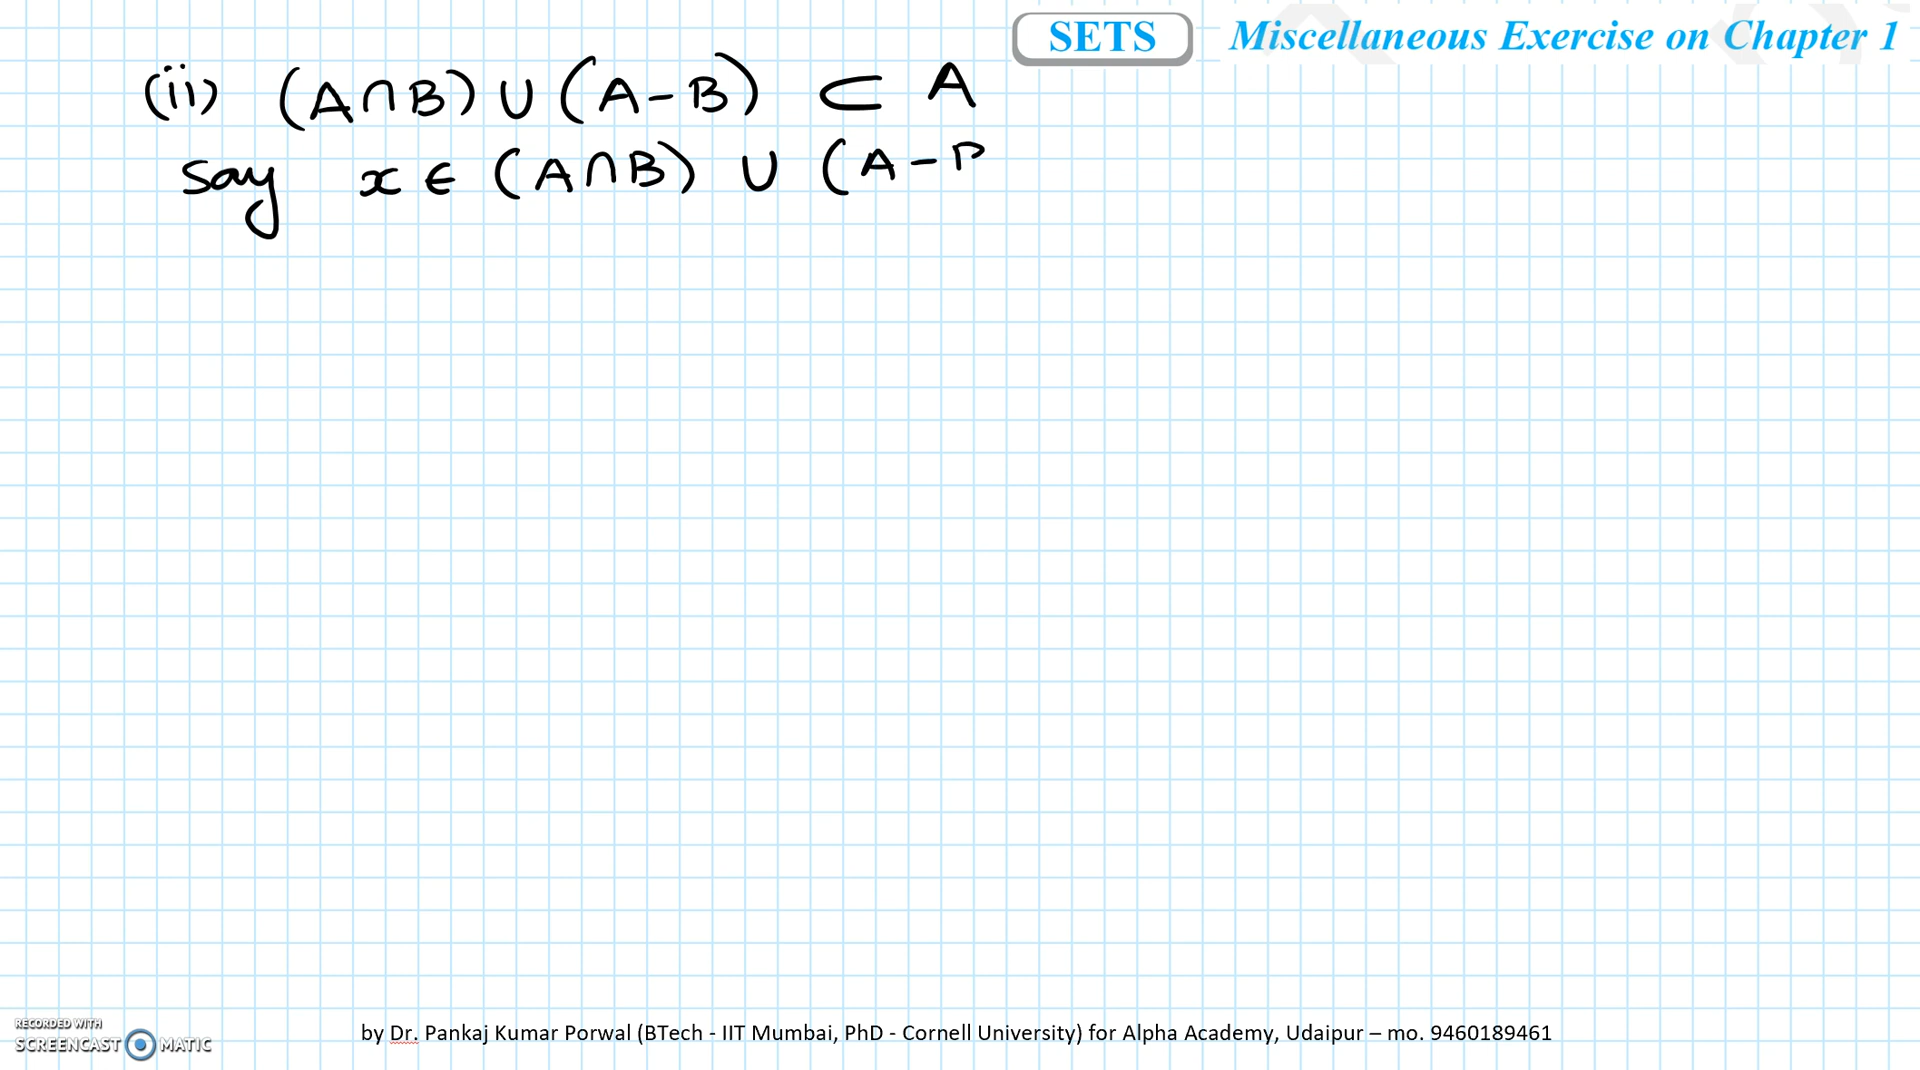 SETS Miscellaneous Exercise on Chapter 1
(ii) (A∩B) ∪ (A-B) ⊂ A
say x ∈ (A∩B) ∪ (A-
RECORDED WITH
SCREENCAST MATIC
by Dr. Pankaj Kumar Porwal (BTech - IIT Mumbai, PhD - Cornell University) for Alpha Academy, Udaipur – mo. 9460189461